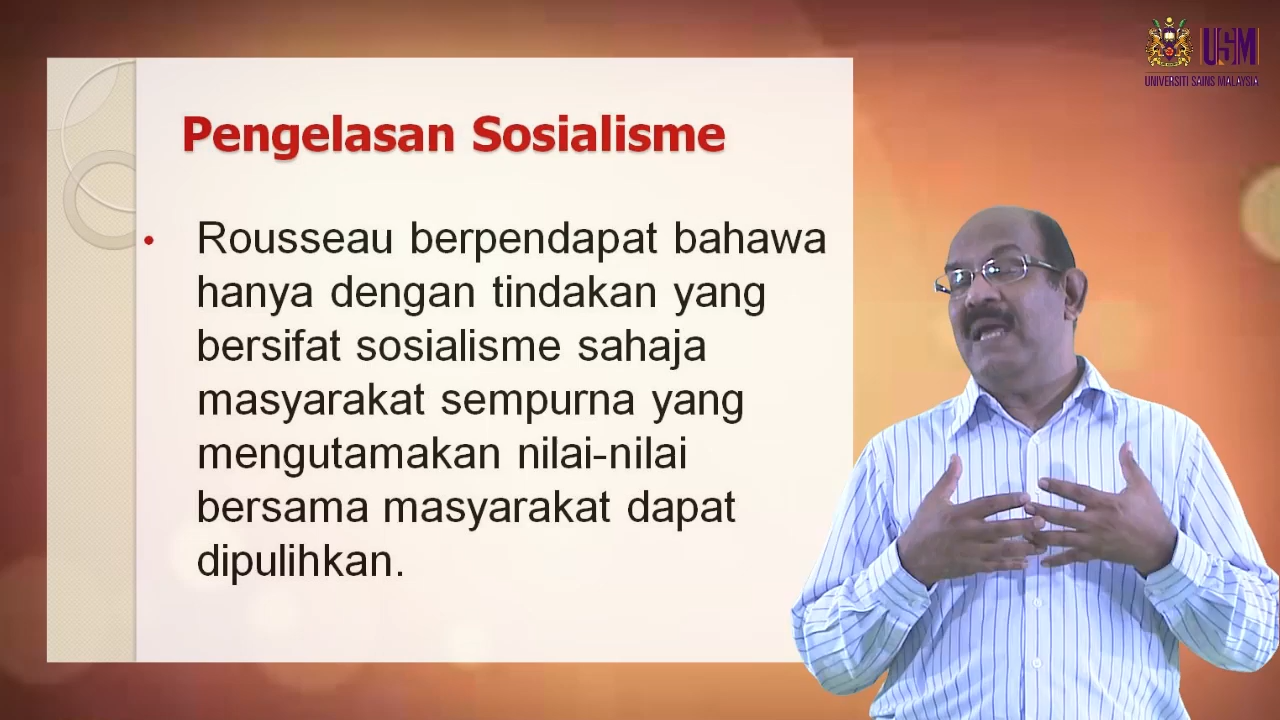 USM
UNIVERSITI SAINS MALAYSIA
Pengelasan Sosialisme
• Rousseau berpendapat bahawa
hanya dengan tindakan yang
bersifat sosialisme sahaja
masyarakat sempurna yang
mengutamakan nilai-nilai
bersama masyarakat dapat
dipulihkan.